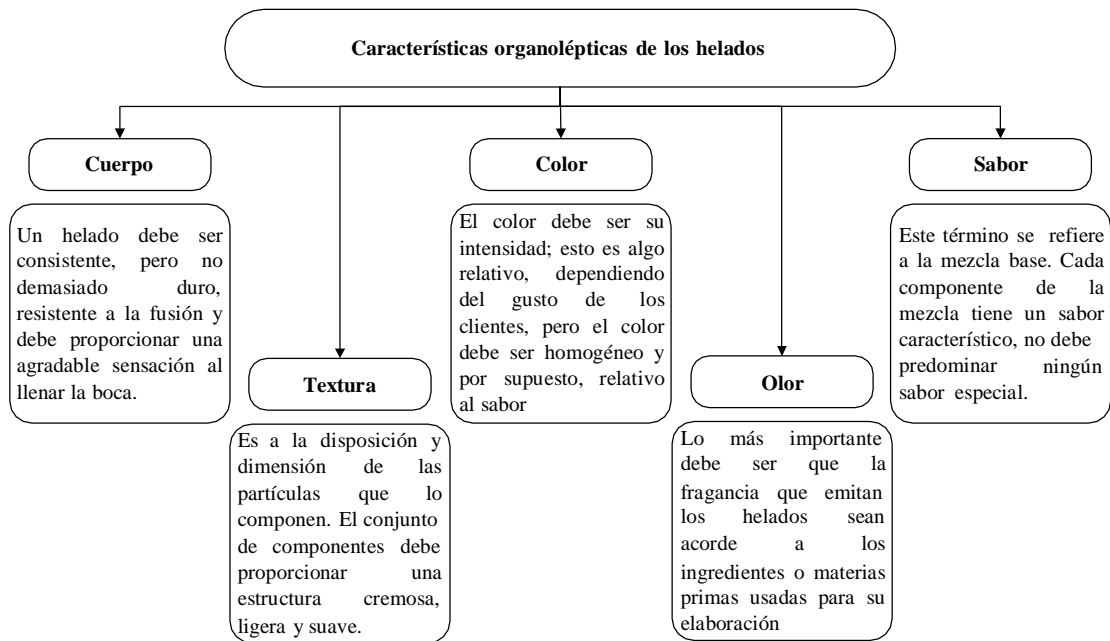 Características organolépticas de los helados
Cuerpo
Un helado debe ser
consistente, pero no
demasiado duro,
resistente a la fusión y
debe proporcionar una
agradable sensación al
llenar la boca.
Textura
Es a la disposición y
dimensión de las
partículas que lo
componen. El conjunto
de componentes debe
proporcionar una
estructura cremosa,
ligera y suave.
Color
El color debe ser su
intensidad; esto es algo
relativo, dependiendo
del gusto de los
clientes, pero el color
debe ser homogéneo y
por supuesto, relativo
al sabor
Olor
Lo más importante
debe ser que la
fragancia que emitan
los helados sean
acorde a los
ingredientes o materias
primas usadas para su
elaboración
Sabor
Este término se refiere
a la mezcla base. Cada
componente de la
mezcla tiene un sabor
característico, no debe
predominar ningún
sabor especial.